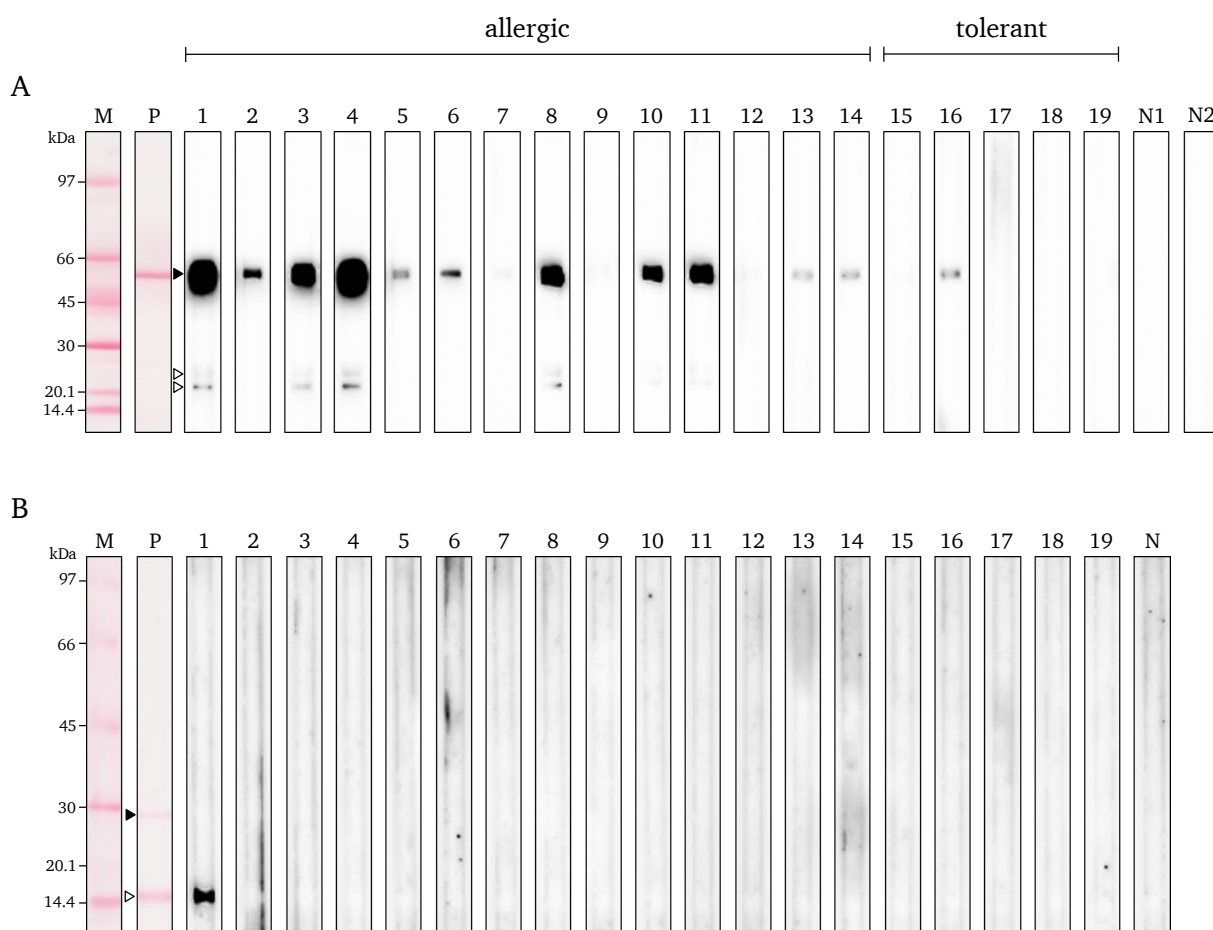 allergic tolerant
A
M P 1 2 3 4 5 6 7 8 9 10 11 12 13 14 15 16 17 18 19 N1 N2
kDa
97
66
45
30
20.1
14.4
B
M P 1 2 3 4 5 6 7 8 9 10 11 12 13 14 15 16 17 18 19 N
kDa
97
66
45
30
20.1
14.4